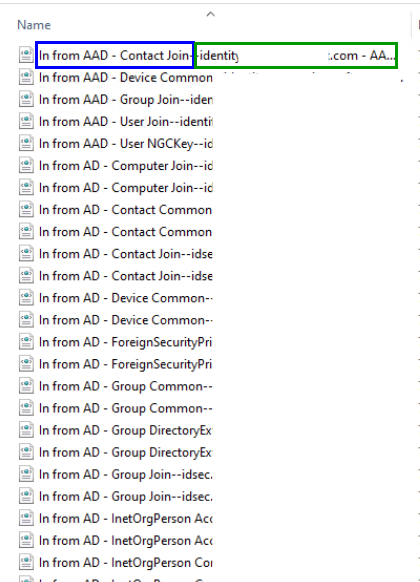 Name
In from AAD - Contact Join--identity .com - AA...
In from AAD - Device Common
In from AAD - Group Join--iden
In from AAD - User Join--identit
In from AAD - User NGCKey--id
In from AD - Computer Join--id
In from AD - Computer Join--id
In from AD - Contact Common
In from AD - Contact Common
In from AD - Contact Join--idse
In from AD - Contact Join--idse
In from AD - Device Common--
In from AD - Device Common--
In from AD - ForeignSecurityPri
In from AD - ForeignSecurityPri
In from AD - Group Common--
In from AD - Group Common--
In from AD - Group DirectoryEx
In from AD - Group DirectoryEx
In from AD - Group Join--idsec.
In from AD - Group Join--idsec.
In from AD - InetOrgPerson Acc
In from AD - InetOrgPerson Acc
In from AD - InetOrgPerson Cor